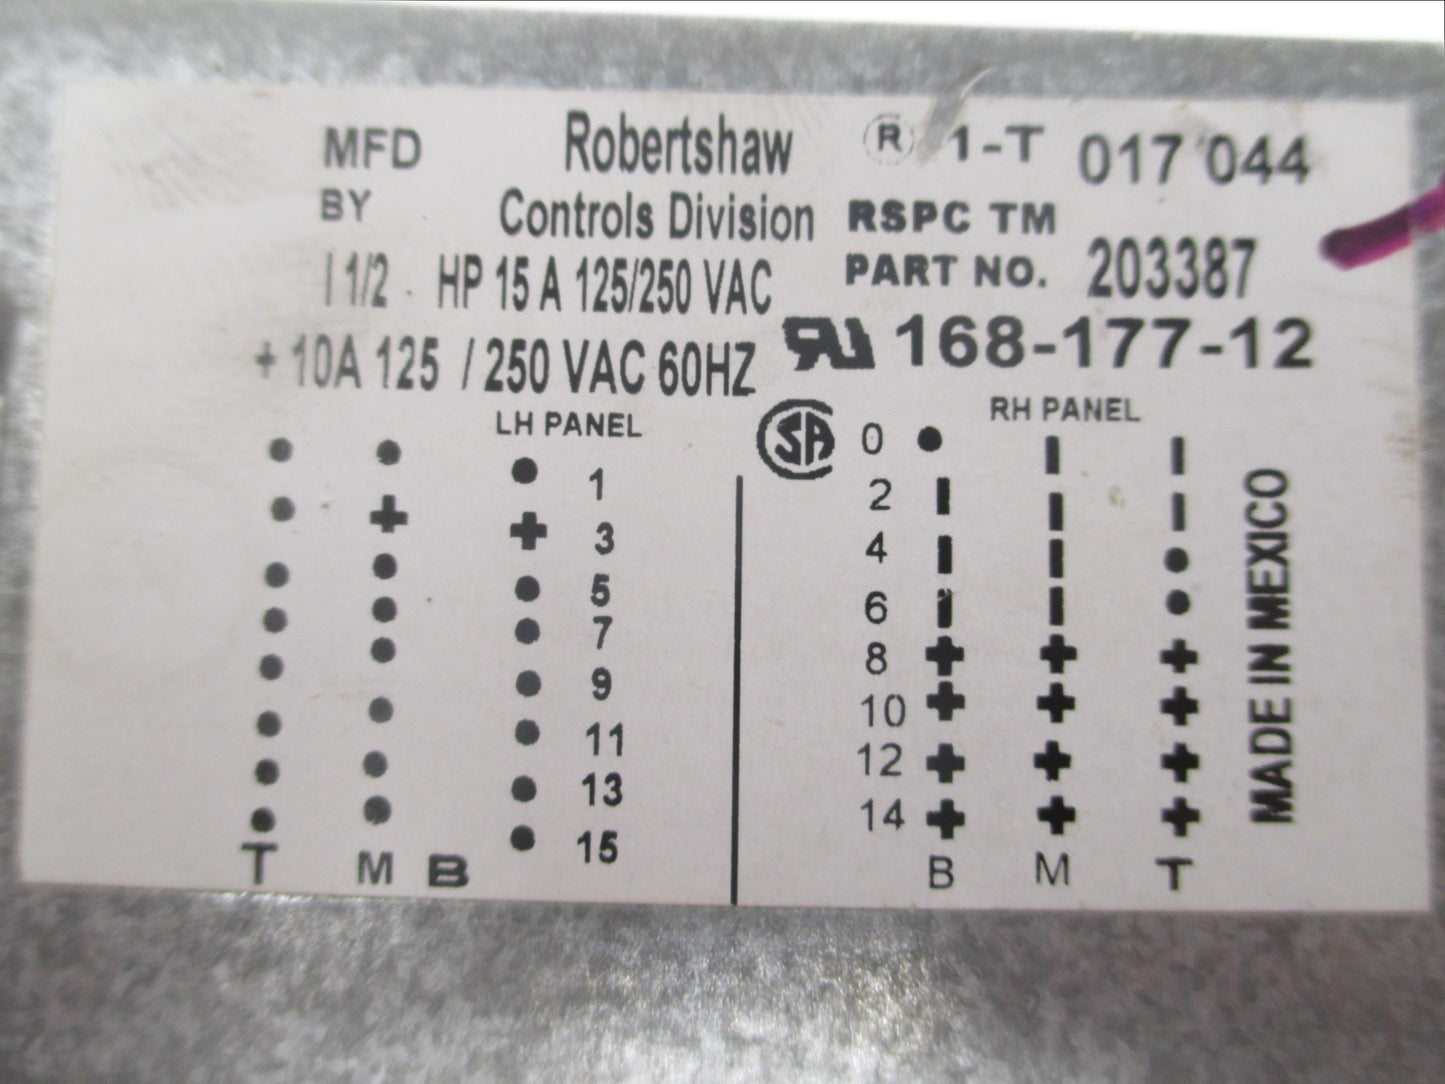 MFD Robertshaw ® 1-T 017 044
BY Controls Division RSPC TM
I 1/2 HP 15 A 125/250 VAC PART NO. 203387
+ 10A 125 / 250 VAC 60HZ RU 168-177-12
LH PANEL SA RH PANEL
● ● ● 1
● + + 3
● ● ● 5
● ● ● 7
● ● ● 9
● ● ● 11
● ● ● 13
● ● ● 15
T M B
0 ● I I
2 I I I
4 I I ●
6 I I ●
8 + + +
10 + + +
12 + + +
14 + + +
B M T
MADE IN MEXICO